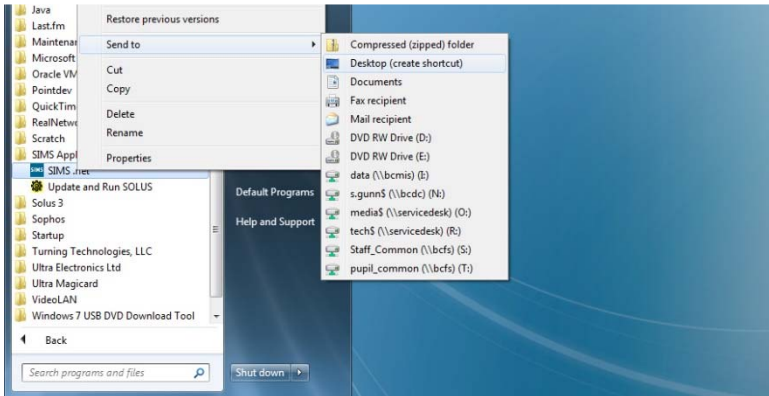 Java
Last.fm
Maintenan
Microsoft
Oracle VM
Pointdev
QuickTim
RealNetwo
Scratch
SIMS Appl
SIMS .net
Update and Run SOLUS
Solus 3
Sophos
Startup
Turning Technologies, LLC
Ultra Electronics Ltd
Ultra Magicard
VideoLAN
Windows 7 USB DVD Download Tool
Back
Search programs and files
Restore previous versions
Send to
Cut
Copy
Delete
Rename
Properties
Default Programs
Help and Support
Shut down
Compressed (zipped) folder
Desktop (create shortcut)
Documents
Fax recipient
Mail recipient
DVD RW Drive (D:)
DVD RW Drive (E:)
data (\\bcmis) (I:)
s.gunn$ (\\bcdc) (N:)
media$ (\\servicedesk) (O:)
tech$ (\\servicedesk) (R:)
Staff_Common (\\bcfs) (S:)
pupil_common (\\bcfs) (T:)